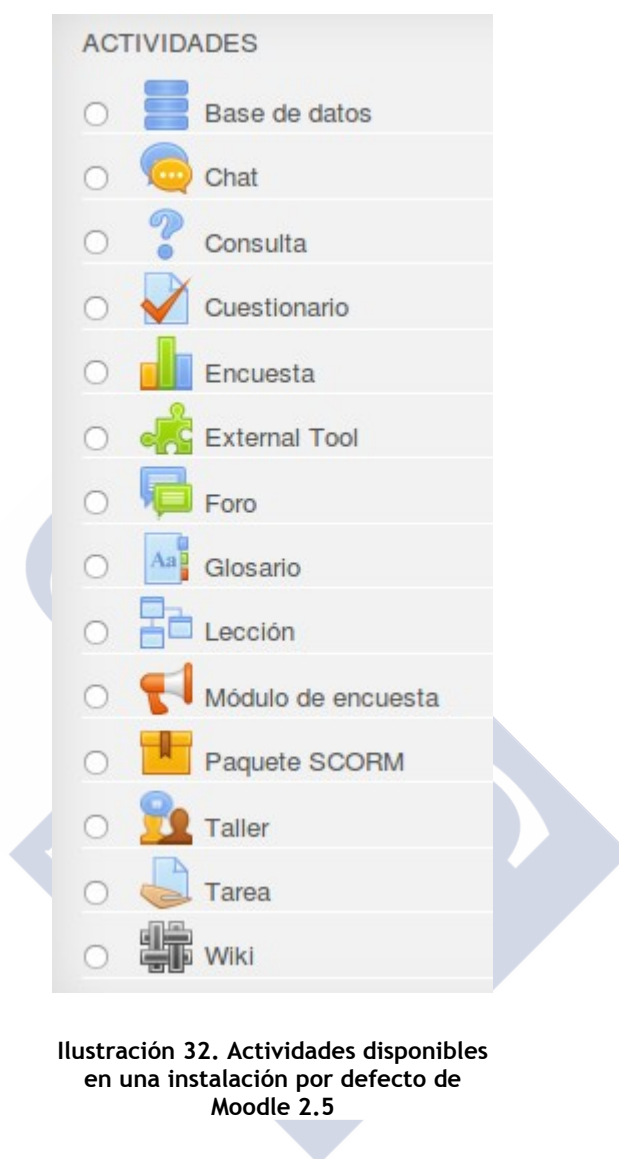 ACTIVIDADES
Base de datos
Chat
Consulta
Cuestionario
Encuesta
External Tool
Foro
Aa
Glosario
Lección
Módulo de encuesta
Paquete SCORM
Taller
Tarea
Wiki
Ilustración 32. Actividades disponibles
en una instalación por defecto de
Moodle 2.5